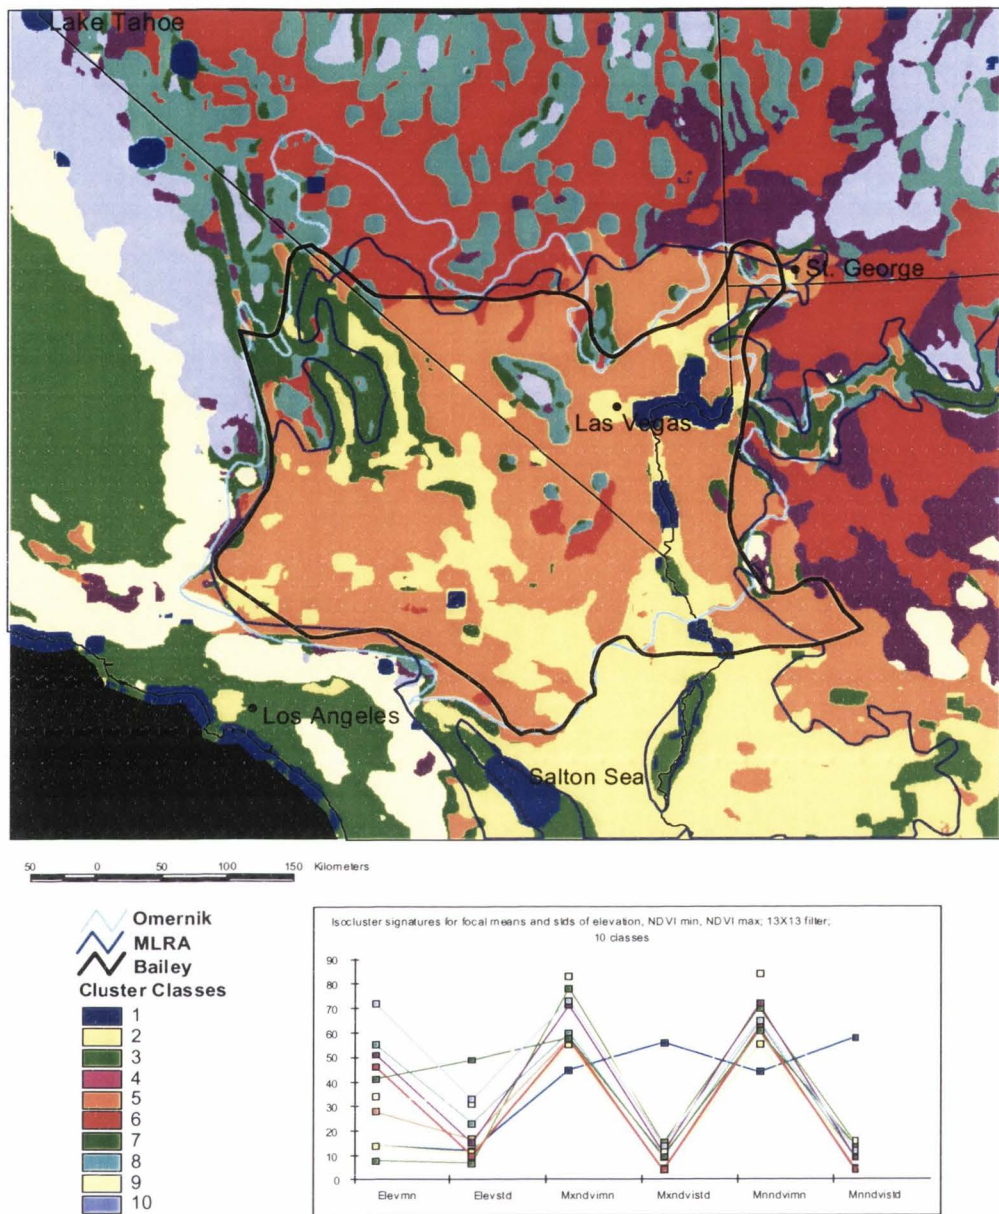 Lake Tahoe
St. George
Las Vegas
Los Angeles
Salton Sea
50 0 50 100 150 Kilometers
Omernik
MLRA
Bailey
Cluster Classes
1
2
3
4
5
6
7
8
9
10
Isocluster signatures for focal means and stds of elevation, NDVI min, NDVI max; 13X13 filter;
10 classes
90
80
70
60
50
40
30
20
10
0
Elevmn Elevstd Mxndvimn Mxndvistd Mnndvimn Mnndvistd